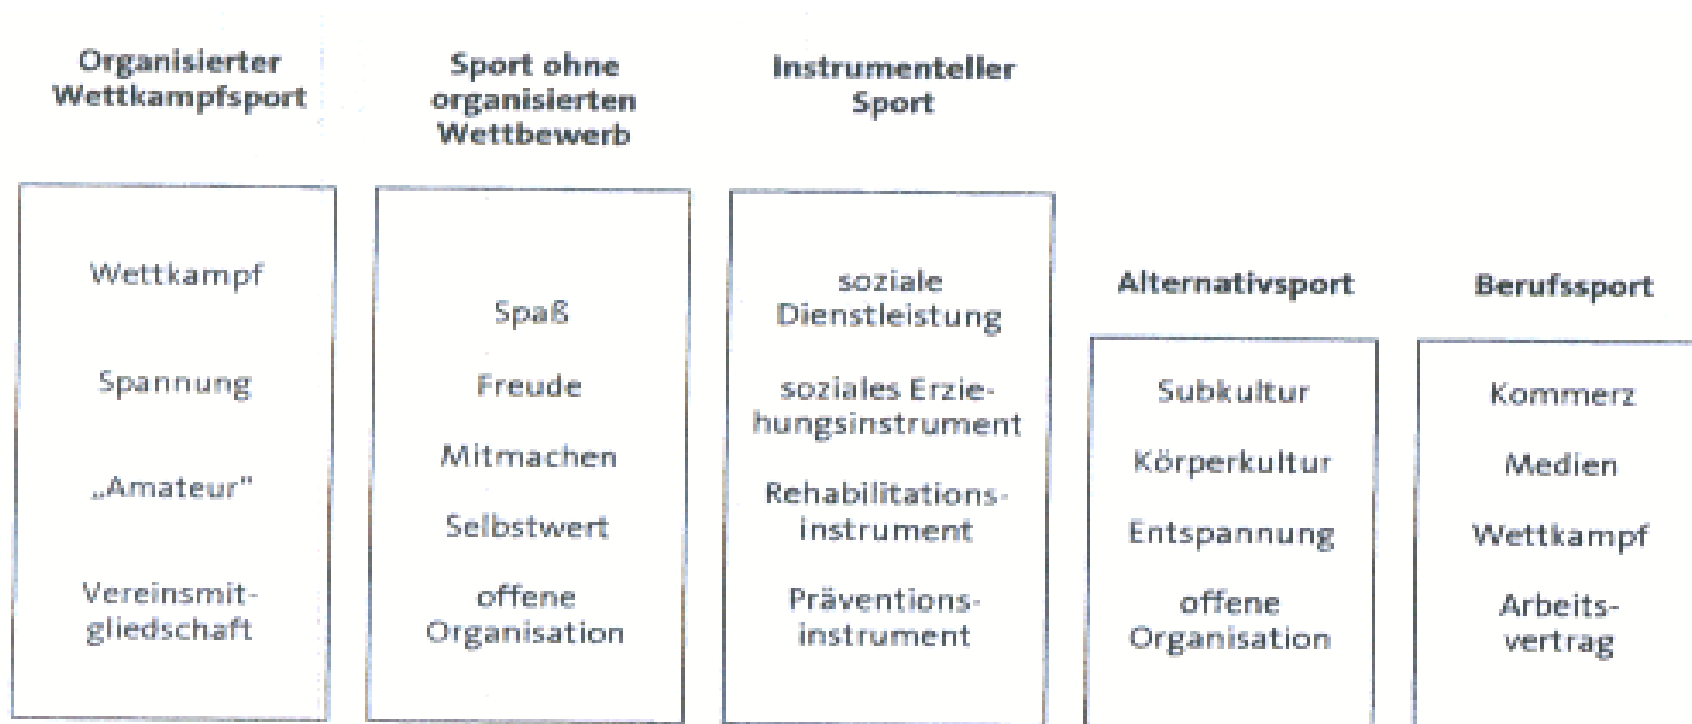 Organisierter
Wettkampfsport
Wettkampf
Spannung
„Amateur"
Vereinsmit-
gliedschaft
Sport ohne
organisierten
Wettbewerb
Spaß
Freude
Mitmachen
Selbstwert
offene
Organisation
Instrumenteller
Sport
soziale
Dienstleistung
soziales Erzie-
hungsinstrument
Rehabilitations-
instrument
Präventions-
instrument
Alternativsport
Subkultur
Körperkultur
Entspannung
offene
Organisation
Berufssport
Kommerz
Medien
Wettkampf
Arbeits-
vertrag